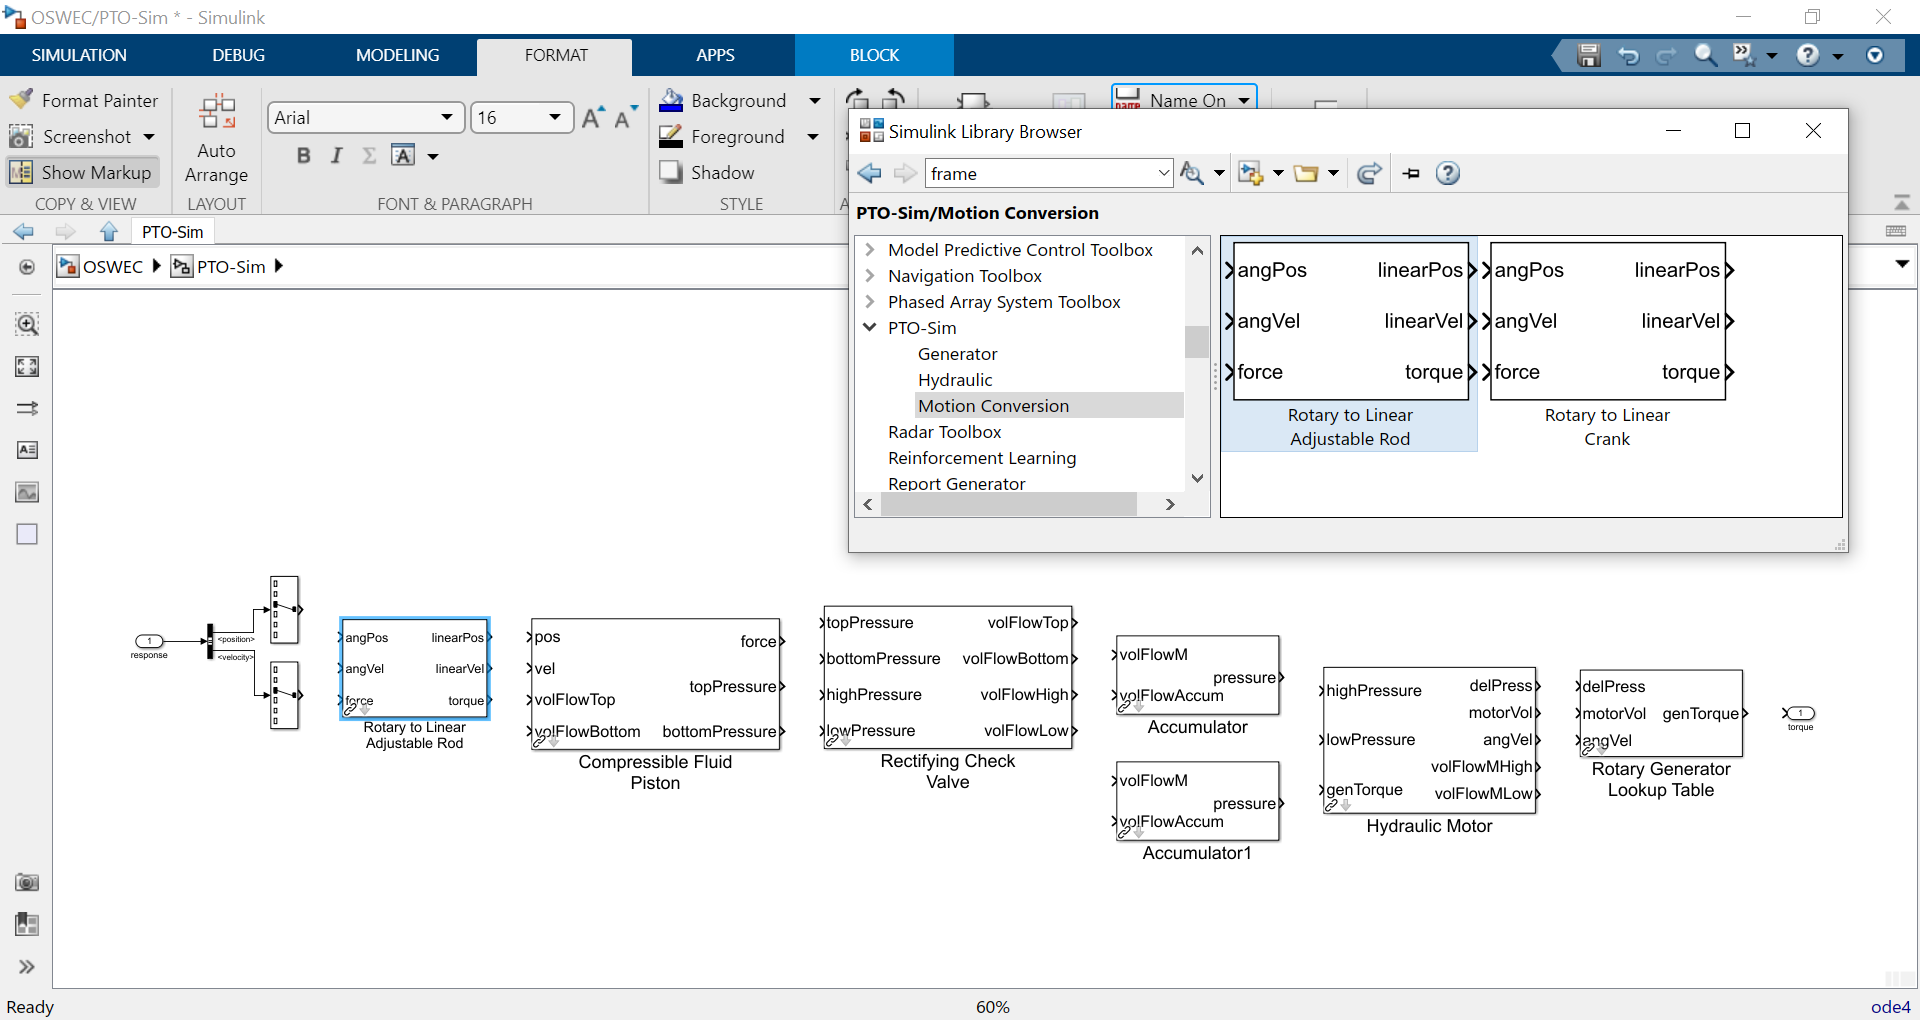 OSWEC/PTO-Sim * - Simulink
SIMULATION
DEBUG
MODELING
FORMAT
APPS
BLOCK
Format Painter
Screenshot
Show Markup
COPY & VIEW
Auto
Arrange
LAYOUT
Arial
16
B I Σ A
FONT & PARAGRAPH
Background
Foreground
Shadow
STYLE
Name On
PTO-Sim
OSWEC
PTO-Sim
Simulink Library Browser
frame
PTO-Sim/Motion Conversion
Model Predictive Control Toolbox
Navigation Toolbox
Phased Array System Toolbox
PTO-Sim
Generator
Hydraulic
Motion Conversion
Radar Toolbox
Reinforcement Learning
Report Generator
angPos linearPos
angVel linearVel
force torque
Rotary to Linear
Adjustable Rod
angPos linearPos
angVel linearVel
force torque
Rotary to Linear
Crank
1
response
<position>
<velocity>
angPos linearPos
angVel linearVel
force torque
Rotary to Linear
Adjustable Rod
pos force
vel
topPressure
volFlowTop
volFlowBottom bottomPressure
Compressible Fluid
Piston
topPressure volFlowTop
bottomPressure volFlowBottom
highPressure volFlowHigh
lowPressure volFlowLow
Rectifying Check
Valve
volFlowM
pressure
volFlowAccum
Accumulator
volFlowM
pressure
volFlowAccum
Accumulator1
highPressure delPress
motorVol
lowPressure angVel
volFlowMHigh
genTorque volFlowMLow
Hydraulic Motor
delPress
motorVol genTorque
angVel
Rotary Generator
Lookup Table
1
torque
Ready
60%
ode4